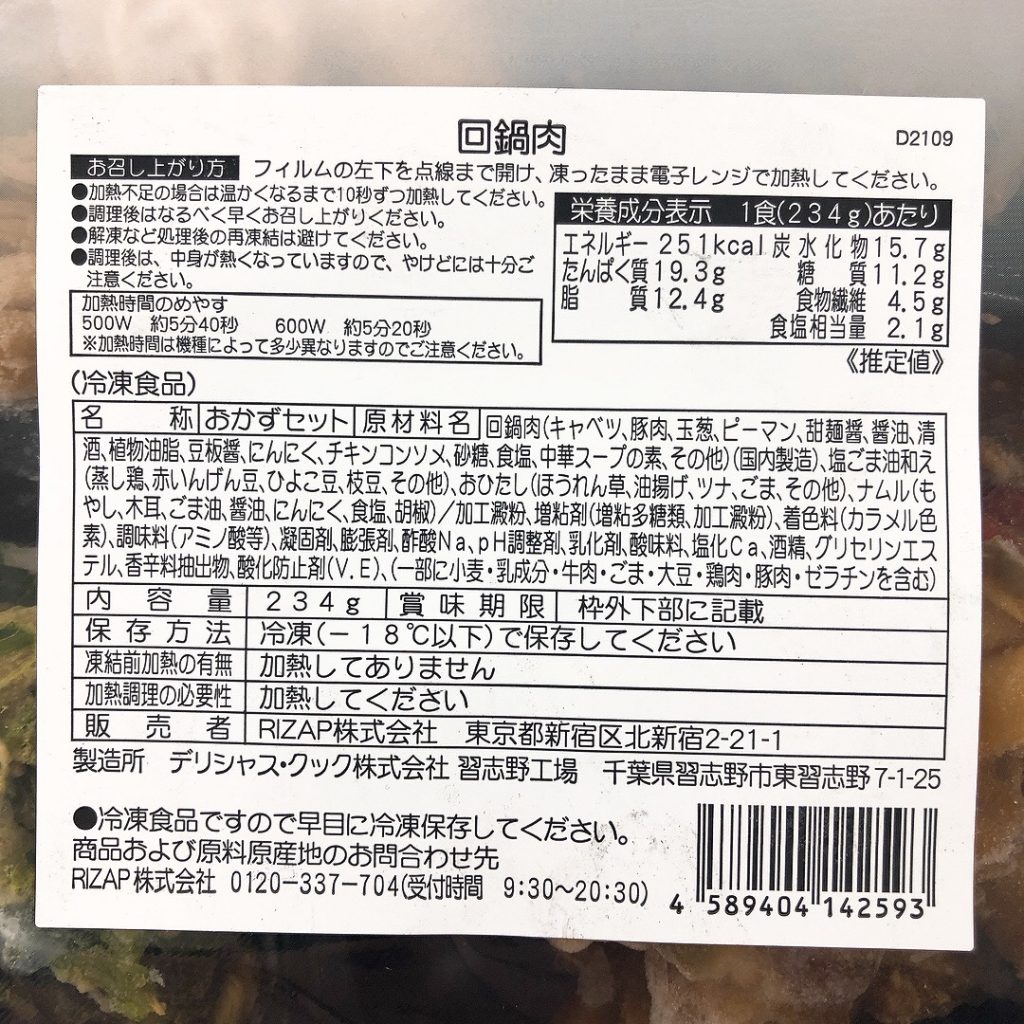 回鍋肉
D2109
お召し上がり方 フィルムの左下を点線まで開け、凍ったまま電子レンジで加熱してください。
●加熱不足の場合は温かくなるまで10秒ずつ加熱してください。
●調理後はなるべく早くお召し上がりください。
●解凍など処理後の再凍結は避けてください。
●調理後は、中身が熱くなっていますので、やけどには十分ご
注意ください。
加熱時間のめやす
500W 約5分40秒 600W 約5分20秒
※加熱時間は機種によって多少異なりますのでご注意ください。
栄養成分表示 1食(234g)あたり
エネルギー 251kcal 炭水化物 15.7g
たんぱく質 19.3g 糖質 11.2g
脂質 12.4g 食物繊維 4.5g
食塩相当量 2.1g
《推定値》
(冷凍食品)
名称 おかずセット 原材料名 回鍋肉(キャベツ、豚肉、玉葱、ピーマン、甜麺醤、醤油、清
酒、植物油脂、豆板醤、にんにく、チキンコンソメ、砂糖、食塩、中華スープの素、その他)(国内製造)、塩ごま油和え
(蒸し鶏、赤いんげん豆、ひよこ豆、枝豆、その他)、おひたし(ほうれん草、油揚げ、ツナ、ごま、その他)、ナムル(も
やし、木耳、ごま油、醤油、にんにく、食塩、胡椒)/加工澱粉、増粘剤(増粘多糖類、加工澱粉)、着色料(カラメル色
素)、調味料(アミノ酸等)、凝固剤、膨張剤、酢酸Na、pH調整剤、乳化剤、酸味料、塩化Ca、酒精、グリセリンエス
テル、香辛料抽出物、酸化防止剤(V.E)、(一部に小麦・乳成分・牛肉・ごま・大豆・鶏肉・豚肉・ゼラチンを含む)
内容量 234g 賞味期限 枠外下部に記載
保存方法 冷凍(-18℃以下)で保存してください
凍結前加熱の有無 加熱してありません
加熱調理の必要性 加熱してください
販売者 RIZAP株式会社 東京都新宿区北新宿2-21-1
製造所 デリシャス・クック株式会社 習志野工場 千葉県習志野市東習志野7-1-25
●冷凍食品ですので早目に冷凍保存してください。
商品および原料原産地のお問合わせ先
RIZAP株式会社 0120-337-704(受付時間 9:30~20:30)
4 589404 142593